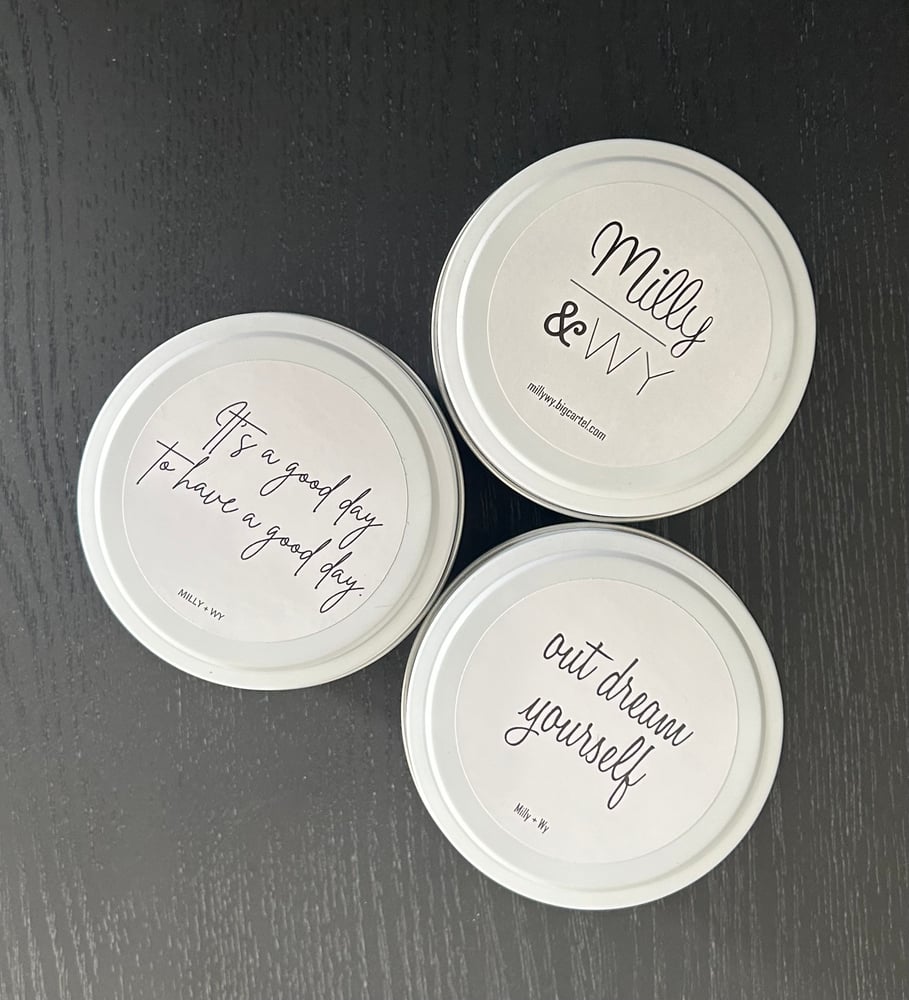 Milly
& WY
millywy.bigcartel.com
It's a good day
to have a good day.
MILLY + WY
out dream
yourself
Milly + Wy